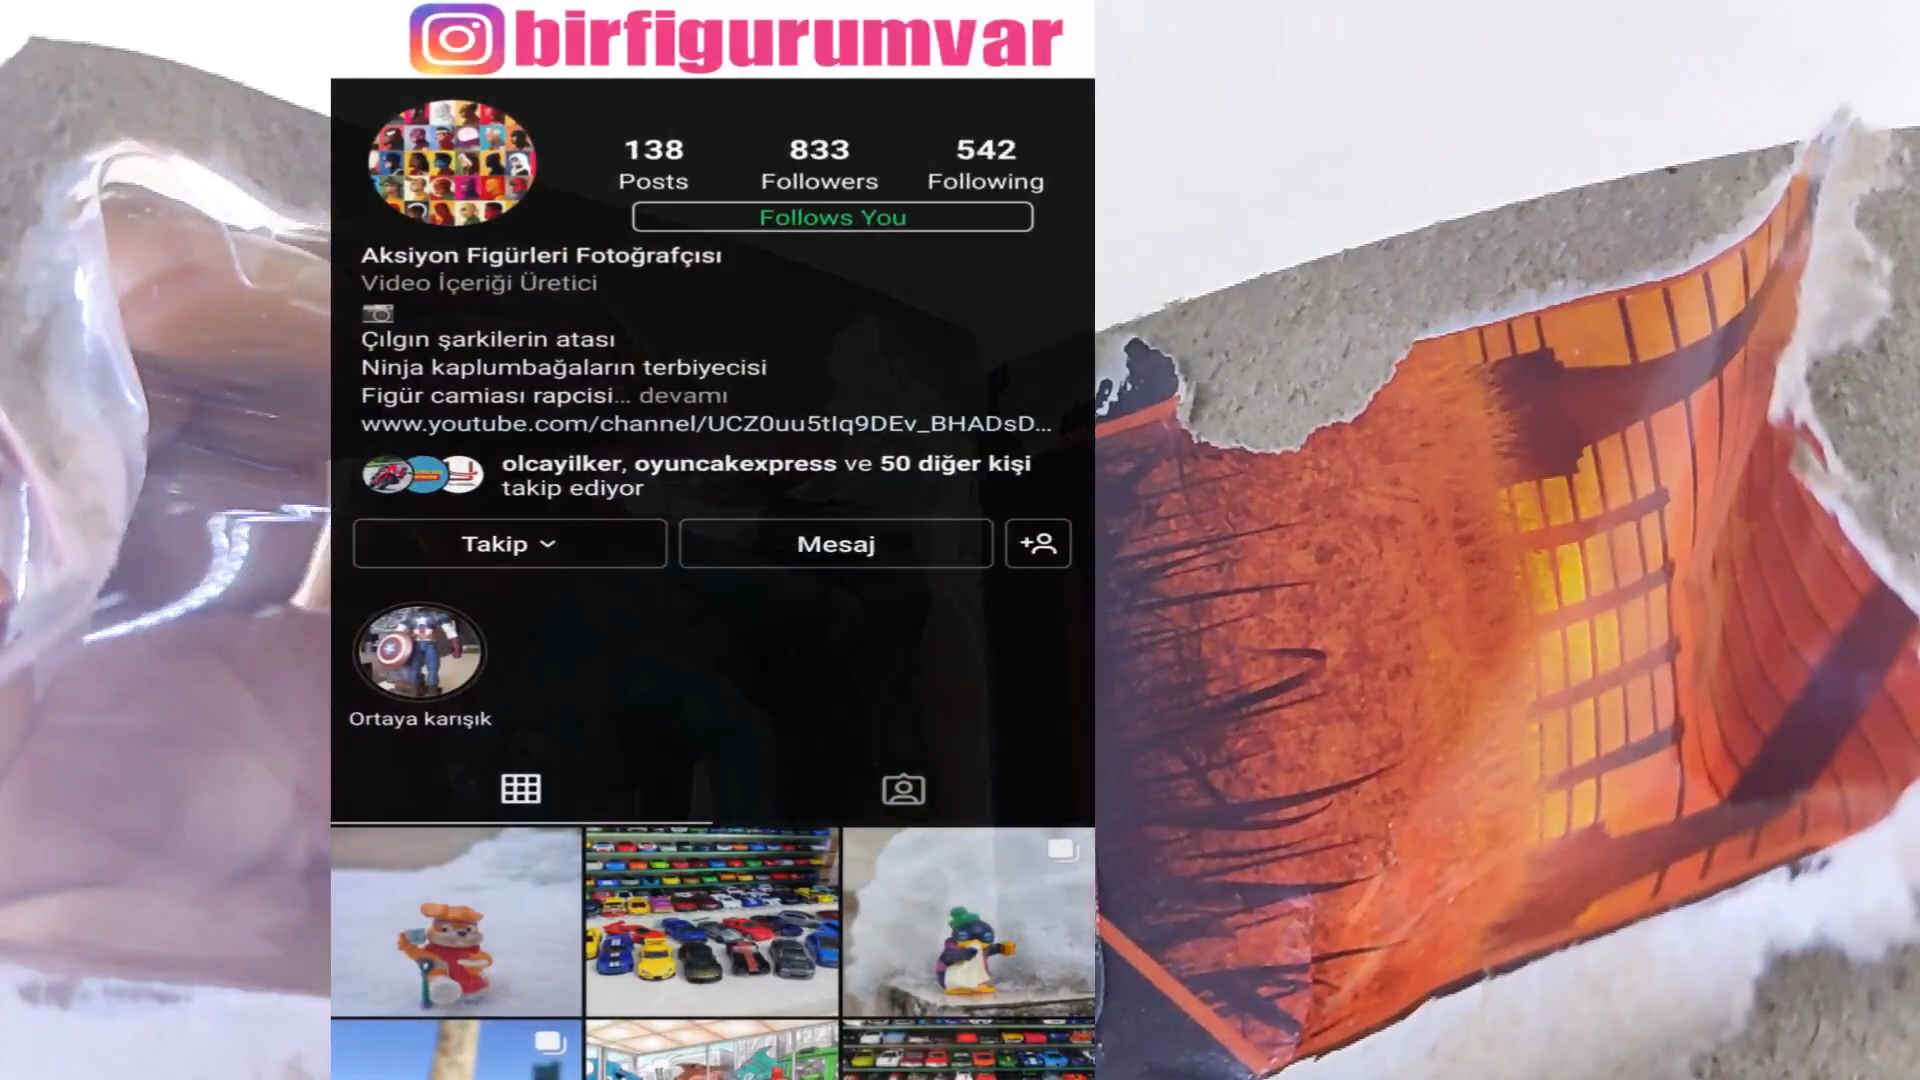 birfigurumvar
138 833 542
Posts Followers Following
Follows You
Aksiyon Figürleri Fotoğrafçısı
Video İçeriği Üretici
Çılgın şarkilerin atası
Ninja kaplumbağaların terbiyecisi
Figür camiası rapcisi... devamı
www.youtube.com/channel/UCZ0uu5tIq9DEv_BHADsD...
olcayilker, oyuncakexpress ve 50 diğer kişi
takip ediyor
Takip Mesaj
Ortaya karışık